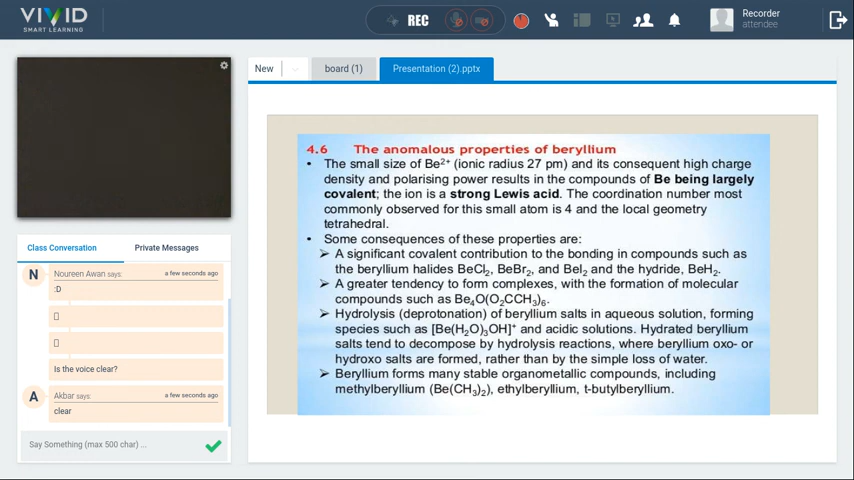 VIVID
SMART LEARNING
REC
Recorder
attendee
New
board (1)
Presentation (2).pptx
4.6 The anomalous properties of beryllium
• The small size of Be²⁺ (ionic radius 27 pm) and its consequent high charge
density and polarising power results in the compounds of Be being largely
covalent; the ion is a strong Lewis acid. The coordination number most
commonly observed for this small atom is 4 and the local geometry
tetrahedral.
• Some consequences of these properties are:
➢ A significant covalent contribution to the bonding in compounds such as
the beryllium halides BeCl₂, BeBr₂, and BeI₂ and the hydride, BeH₂.
➢ A greater tendency to form complexes, with the formation of molecular
compounds such as Be₄O(O₂CCH₃)₆.
➢ Hydrolysis (deprotonation) of beryllium salts in aqueous solution, forming
species such as [Be(H₂O)₃OH]⁺ and acidic solutions. Hydrated beryllium
salts tend to decompose by hydrolysis reactions, where beryllium oxo- or
hydroxo salts are formed, rather than by the simple loss of water.
➢ Beryllium forms many stable organometallic compounds, including
methylberyllium (Be(CH₃)₂), ethylberyllium, t-butylberyllium.
Class Conversation
Private Messages
N
Noureen Awan says:
a few seconds ago
:D
Is the voice clear?
A
Akbar says:
a few seconds ago
clear
Say Something (max 500 char) ...